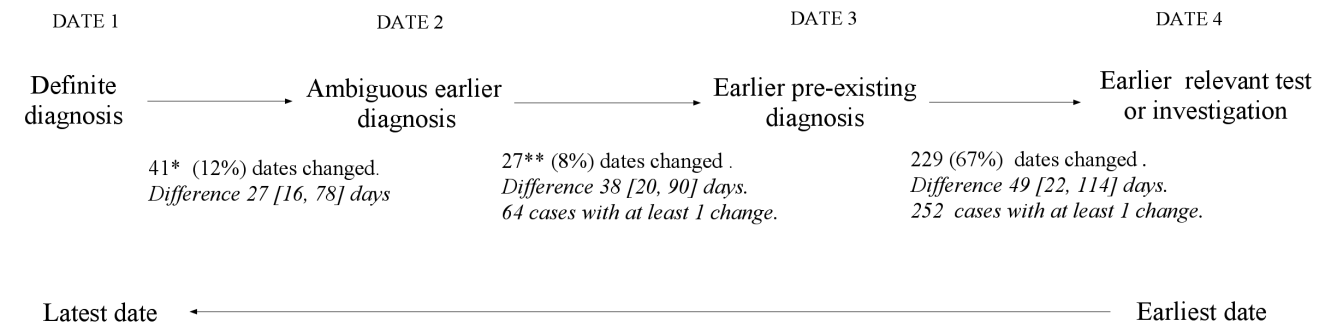 DATE 1
DATE 2
DATE 3
DATE 4
Definite
diagnosis
Ambiguous earlier
diagnosis
Earlier pre-existing
diagnosis
Earlier relevant test
or investigation
41* (12%) dates changed.
Difference 27 [16, 78] days
27** (8%) dates changed .
Difference 38 [20, 90] days.
64 cases with at least 1 change.
229 (67%) dates changed .
Difference 49 [22, 114] days.
252 cases with at least 1 change.
Latest date
Earliest date